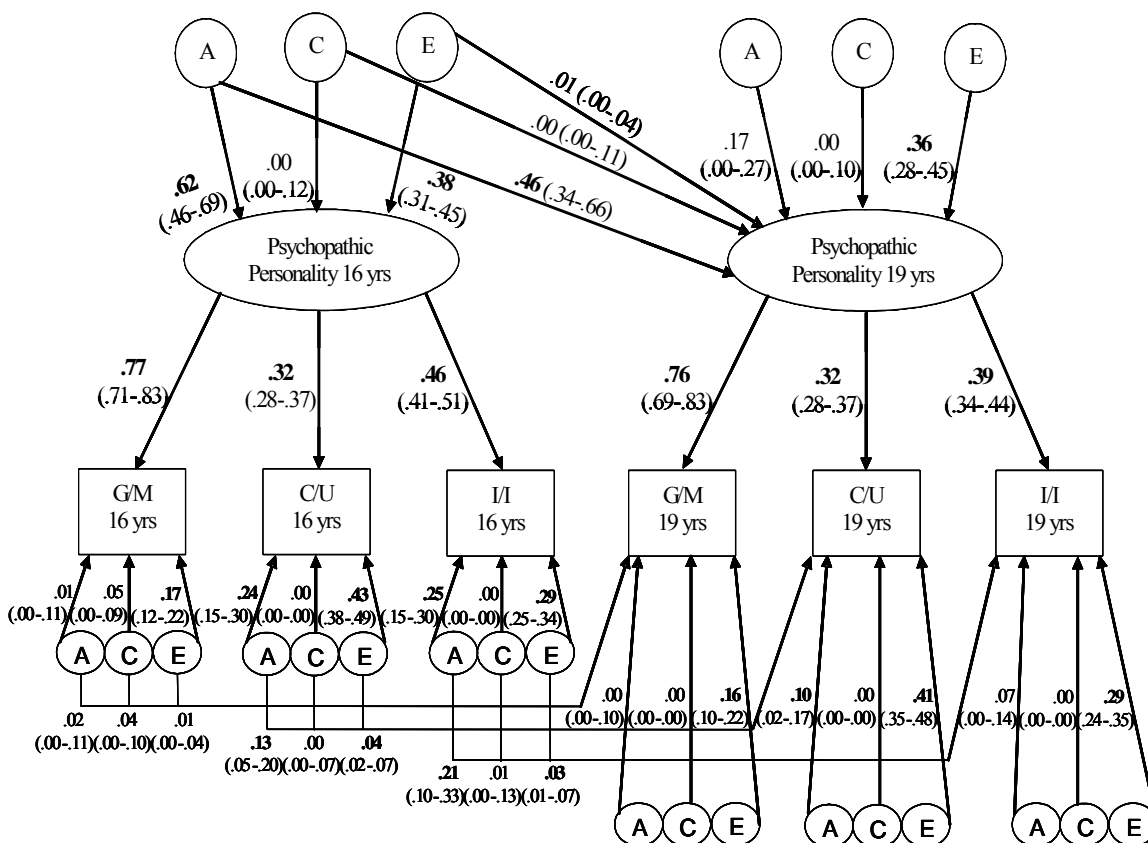 A
C
E
A
C
E
.01 (.00-.04)
.00 (.00-.11)
.46 (.34-.66)
.62
(.46-.69)
.00
(.00-.12)
.38
(.31-.45)
.17
(.00-.27)
.00
(.00-.10)
.36
(.28-.45)
Psychopathic
Personality 16 yrs
Psychopathic
Personality 19 yrs
.77
(.71-.83)
.32
(.28-.37)
.46
(.41-.51)
.76
(.69-.83)
.32
(.28-.37)
.39
(.34-.44)
G/M
16 yrs
C/U
16 yrs
I/I
16 yrs
G/M
19 yrs
C/U
19 yrs
I/I
19 yrs
.01
(.00-.11)
.05
(.00-.09)
.17
(.12-.22)
.24
(.15-.30)
.00
(.00-.00)
.43
(.38-.49)
.25
(.15-.30)
.00
(.00-.00)
.29
(.25-.34)
A C E
A C E
A C E
.02
(.00-.11)
.04
(.00-.10)
.01
(.00-.04)
.13
(.05-.20)
.00
(.00-.07)
.04
(.02-.07)
.21
(.10-.33)
.01
(.00-.13)
.03
(.01-.07)
.00
(.00-.10)
.00
(.00-.00)
.16
(.10-.22)
.10
(.02-.17)
.00
(.00-.00)
.41
(.35-.48)
.07
(.00-.14)
.00
(.00-.00)
.29
(.24-.35)
A C E
A C E
A C E